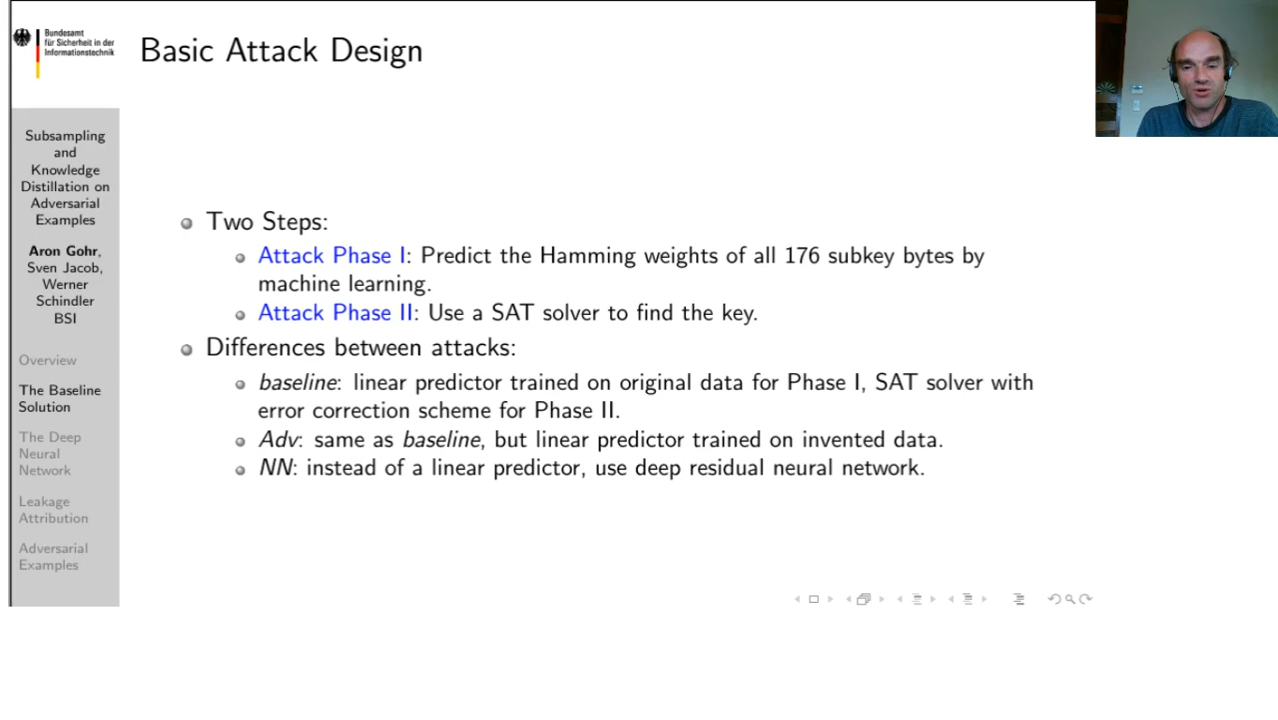 Bundesamt
für Sicherheit in der
Informationstechnik
Basic Attack Design
Subsampling
and
Knowledge
Distillation on
Adversarial
Examples
Aron Gohr,
Sven Jacob,
Werner
Schindler
BSI
Overview
The Baseline
Solution
The Deep
Neural
Network
Leakage
Attribution
Adversarial
Examples
Two Steps:
Attack Phase I: Predict the Hamming weights of all 176 subkey bytes by
machine learning.
Attack Phase II: Use a SAT solver to find the key.
Differences between attacks:
baseline: linear predictor trained on original data for Phase I, SAT solver with
error correction scheme for Phase II.
Adv: same as baseline, but linear predictor trained on invented data.
NN: instead of a linear predictor, use deep residual neural network.